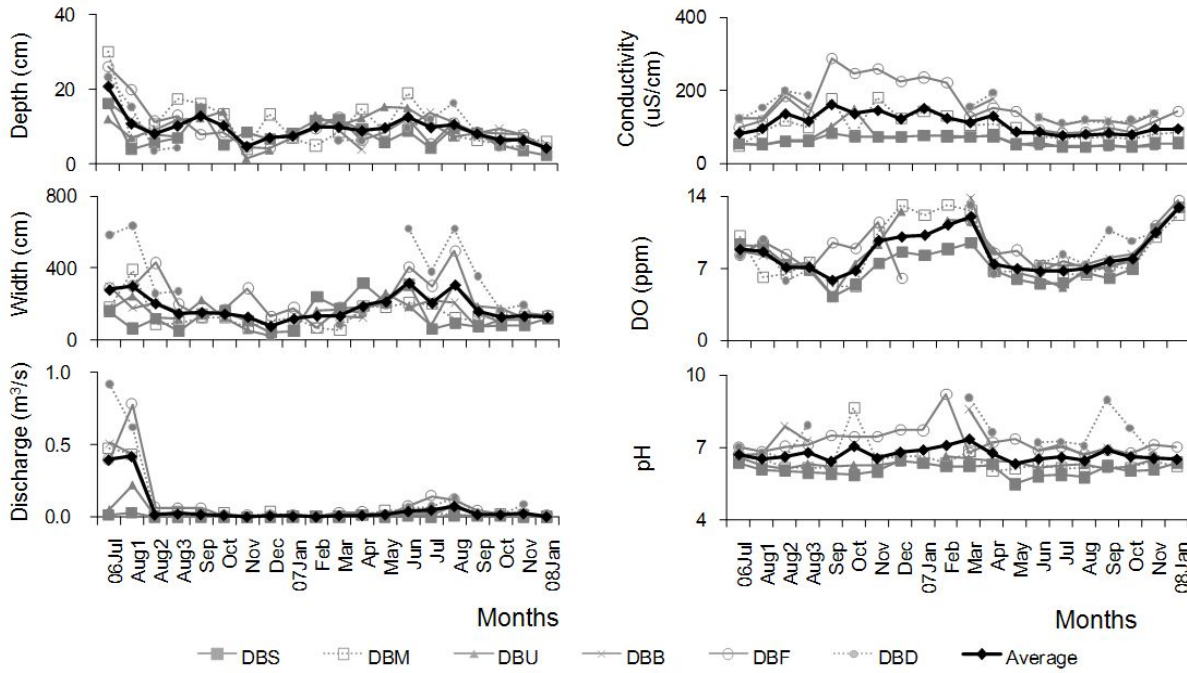 Depth (cm)
40
20
0
Width (cm)
800
400
0
Discharge (m³/s)
1.0
0.5
0.0
06Jul
Aug1
Aug2
Aug3
Sep
Oct
Nov
Dec
07Jan
Feb
Mar
Apr
May
Jun
Jul
Aug
Sep
Oct
Nov
08Jan
Months
Conductivity
(uS/cm)
400
200
0
DO (ppm)
14
7
0
pH
10
7
4
06Jul
Aug1
Aug2
Aug3
Sep
Oct
Nov
Dec
07Jan
Feb
Mar
Apr
May
Jun
Jul
Aug
Sep
Oct
Nov
08Jan
Months
DBS DBM DBU DBB DBF DBD Average